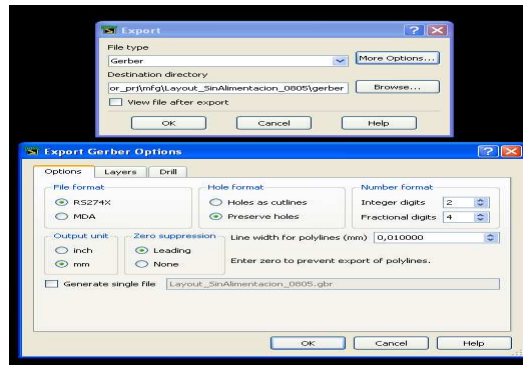 Export
File type
Gerber
More Options...
Destination directory
or_prj\mfg\Layout_SinAlimentacion_0805\gerber
Browse...
View file after export
OK Cancel Help
Export Gerber Options
Options Layers Drill
File format Hole format Number format
RS274X Holes as cutlines Integer digits 2
MDA Preserve holes Fractional digits 4
Output unit Zero suppression Line width for polylines (mm) 0,010000
inch Leading
mm None Enter zero to prevent export of polylines.
Generate single file Layout_SinAlimentacion_0805.gbr
OK Cancel Help